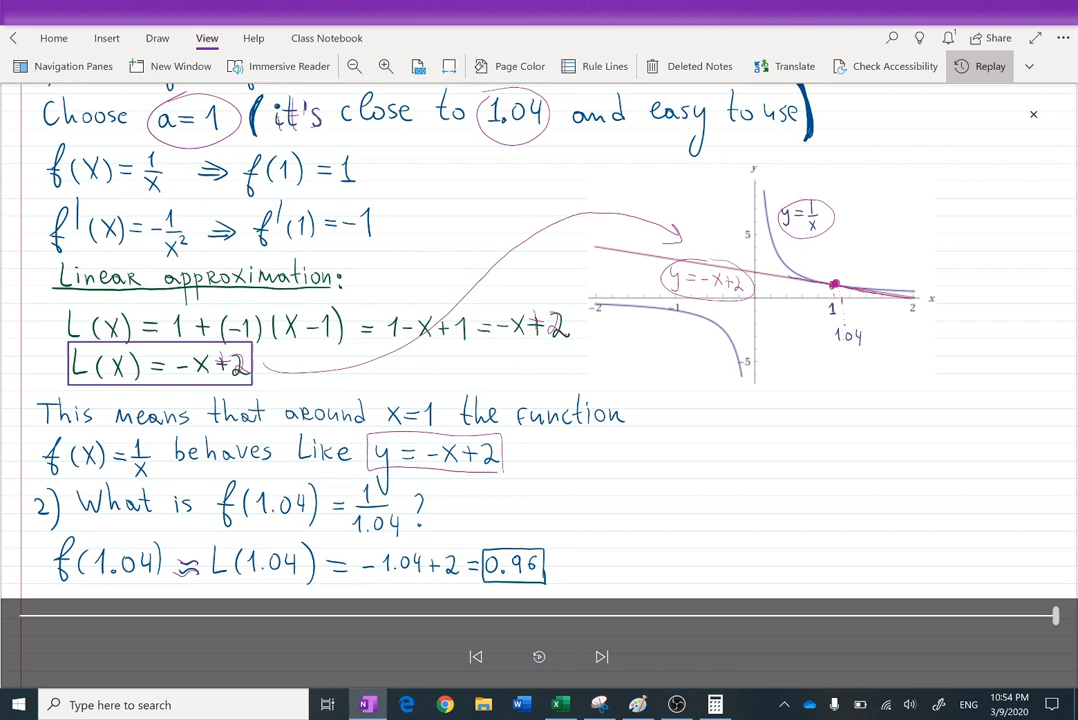 Home Insert Draw View Help Class Notebook Share
Navigation Panes New Window Immersive Reader Page Color Rule Lines Deleted Notes Translate Check Accessibility Replay
Choose a=1 (it's close to 1.04 and easy to use)
f(x)=1/x ⇒ f(1)=1
f'(x)=-1/x² ⇒ f'(1)=-1
Linear approximation:
L(x) = 1+(-1)(x-1) = 1-x+1 = -x+2
L(x) = -x+2
y
5
y=1/x
y=-x+2
-2 -1 1 2 x
1.04
-5
This means that around x=1 the function
f(x)=1/x behaves like y = -x+2
2) What is f(1.04) = 1/1.04 ?
f(1.04) ≈ L(1.04) = -1.04+2 = 0.96
Type here to search
ENG
10:54 PM
3/9/2020